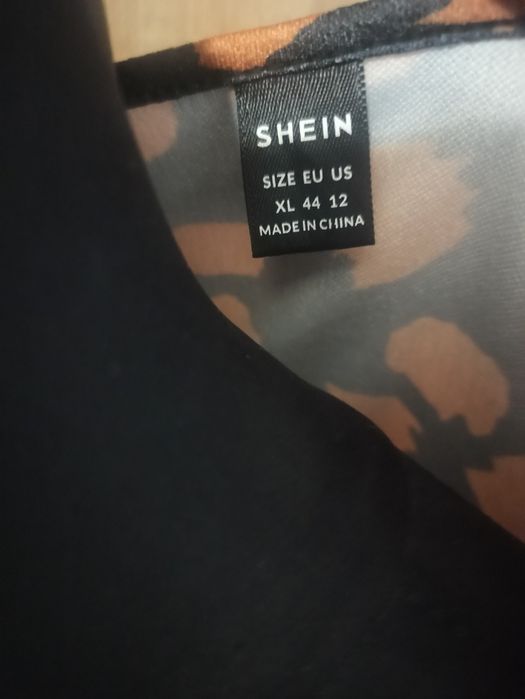 SHEIN
SIZE EU US
XL 44 12
MADE IN CHINA